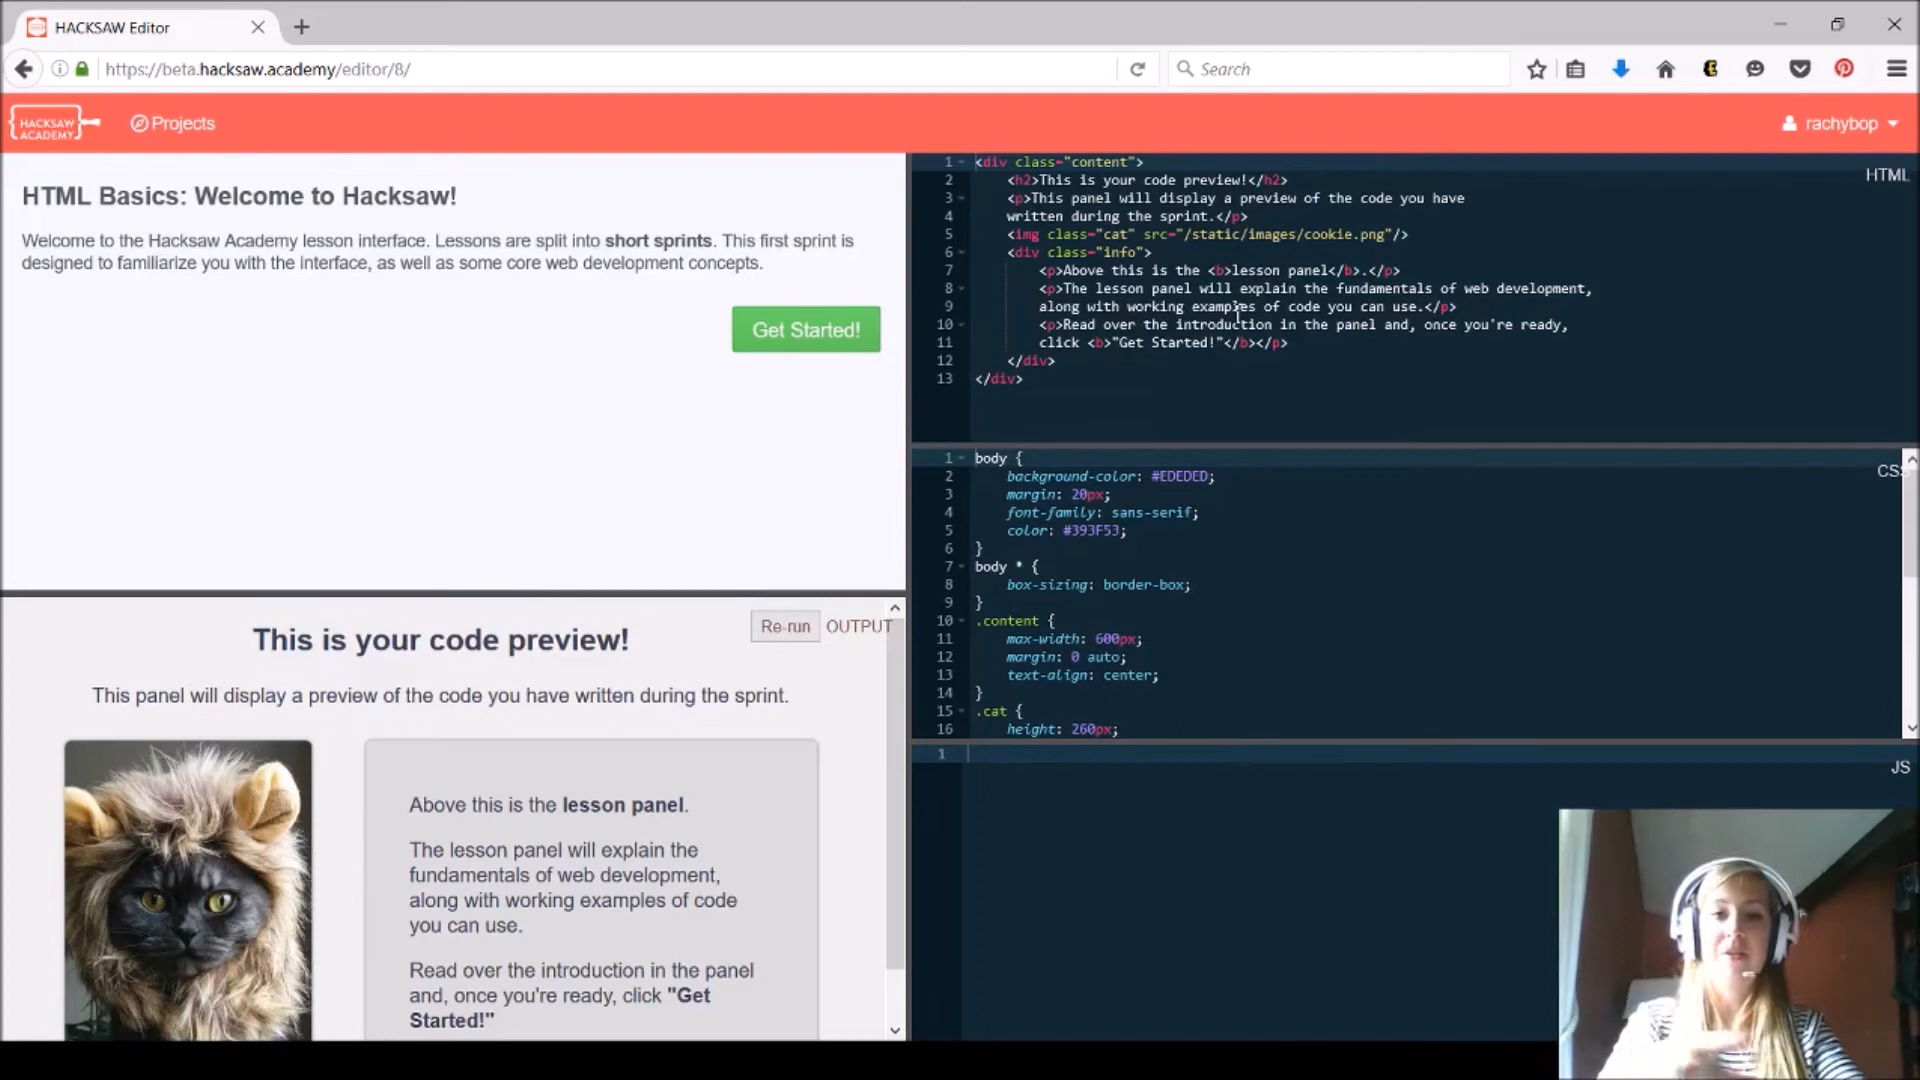 HACKSAW Editor
https://beta.hacksaw.academy/editor/8/
Search
HACKSAW
ACADEMY
Projects
rachybop
HTML Basics: Welcome to Hacksaw!
Welcome to the Hacksaw Academy lesson interface. Lessons are split into short sprints. This first sprint is
designed to familiarize you with the interface, as well as some core web development concepts.
Get Started!
This is your code preview!
Re-run OUTPUT
This panel will display a preview of the code you have written during the sprint.
Above this is the lesson panel.
The lesson panel will explain the
fundamentals of web development,
along with working examples of code
you can use.
Read over the introduction in the panel
and, once you're ready, click "Get
Started!"
HTML
1 <div class="content">
2 <h2>This is your code preview!</h2>
3 <p>This panel will display a preview of the code you have
4 written during the sprint.</p>
5 <img class="cat" src="/static/images/cookie.png"/>
6 <div class="info">
7 <p>Above this is the <b>lesson panel</b>.</p>
8 <p>The lesson panel will explain the fundamentals of web development,
9 along with working examples of code you can use.</p>
10 <p>Read over the introduction in the panel and, once you're ready,
11 click <b>"Get Started!"</b></p>
12 </div>
13 </div>
CSS
1 body {
2 background-color: #EDEDED;
3 margin: 20px;
4 font-family: sans-serif;
5 color: #393F53;
6 }
7 body * {
8 box-sizing: border-box;
9 }
10 .content {
11 max-width: 600px;
12 margin: 0 auto;
13 text-align: center;
14 }
15 .cat {
16 height: 260px;
1
JS